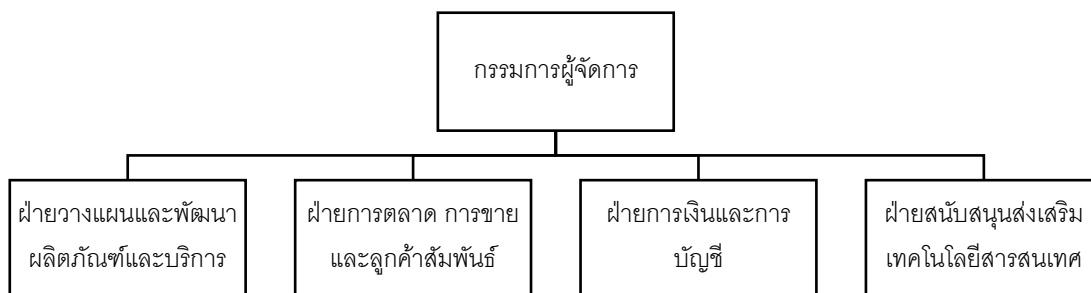 กรรมการผู้จัดการ
ฝ่ายวางแผนและพัฒนา
ผลิตภัณฑ์และบริการ
ฝ่ายการตลาด การขาย
และลูกค้าสัมพันธ์
ฝ่ายการเงินและการ
บัญชี
ฝ่ายสนับสนุนส่งเสริม
เทคโนโลยีสารสนเทศ